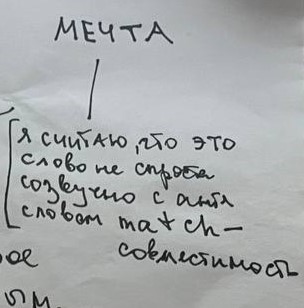 МЕЧТА
я считаю, что это
слово не спроста
созвучно с англ
словом match -
совместимость
ое
ым